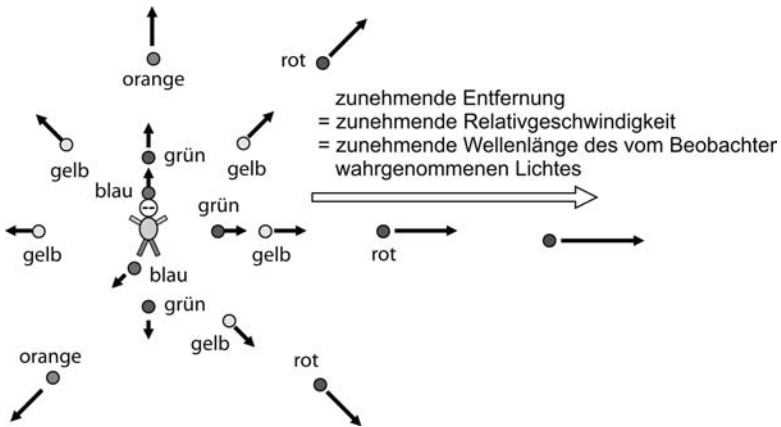 orange
rot
zunehmende Entfernung
= zunehmende Relativgeschwindigkeit
= zunehmende Wellenlänge des vom Beobachter
wahrgenommenen Lichtes
gelb
grün
gelb
blau
grün
gelb
gelb
rot
blau
grün
gelb
orange
rot